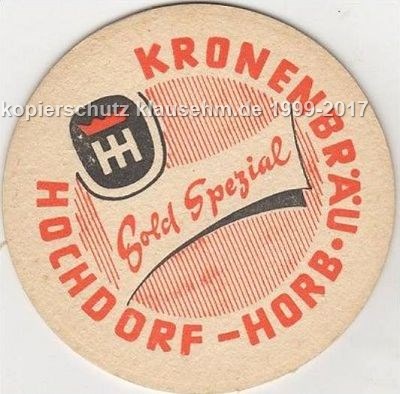 KRONENBRÄU · HOCHDORF-HORB.
kopierschutz klausehm.de 1999-2017
H
Gold Spezial